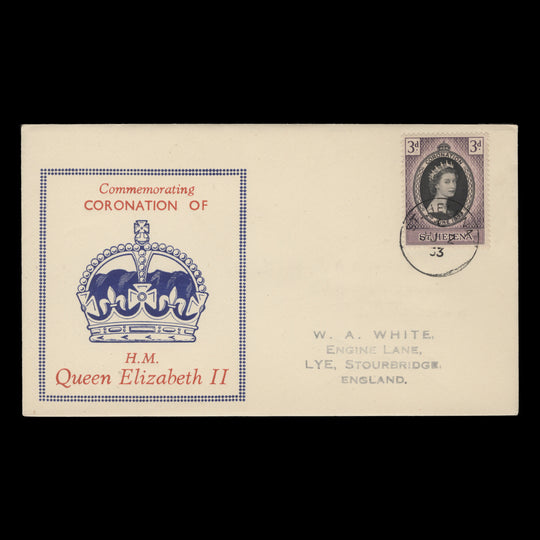 Commemorating
CORONATION OF
H.M.
Queen Elizabeth II
3d 3d
CORONATION
ST. HELENA
53
W. A. WHITE,
ENGINE LANE,
LYE, STOURBRIDGE,
ENGLAND.